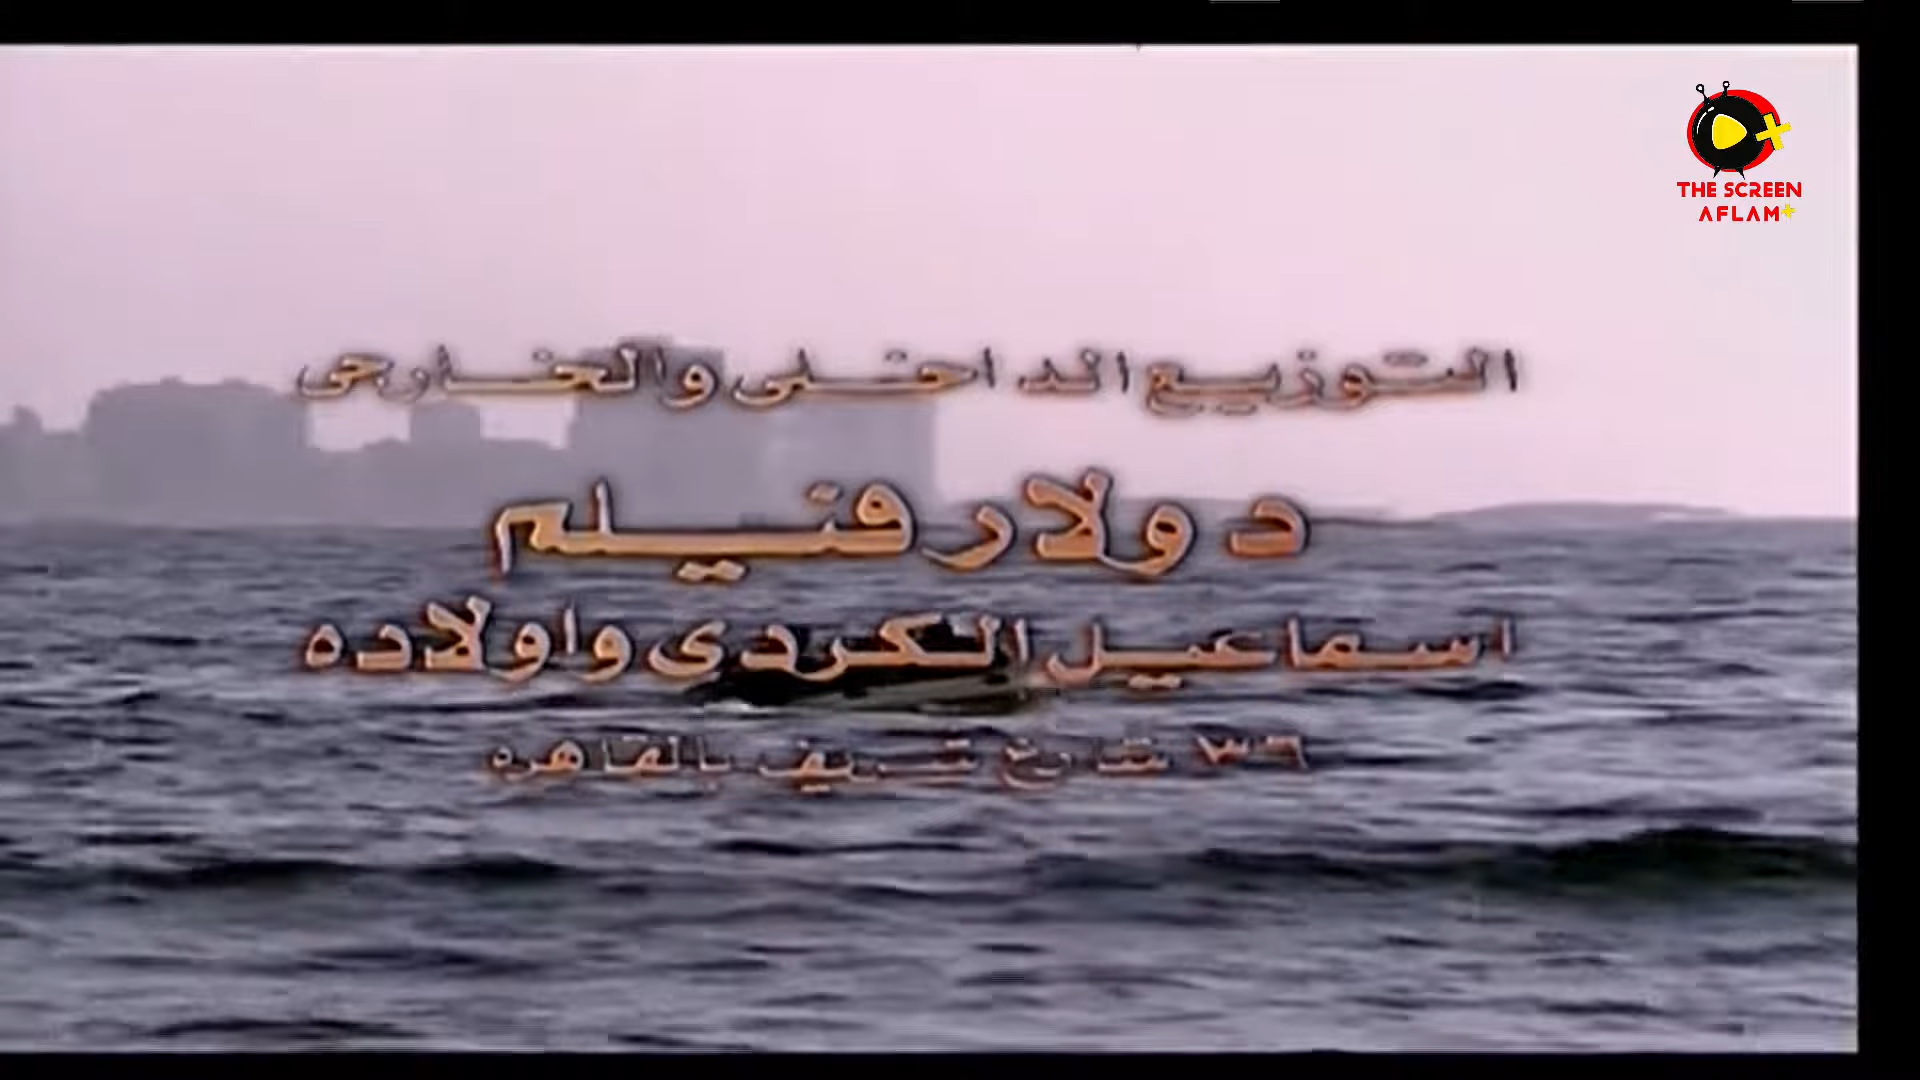 THE SCREEN
AFLAM+
التوزيع الداخلى والخارجى
دولار فيلم
اسماعيل الكردى واولاده
٣٦ شارع شريف بالقاهره